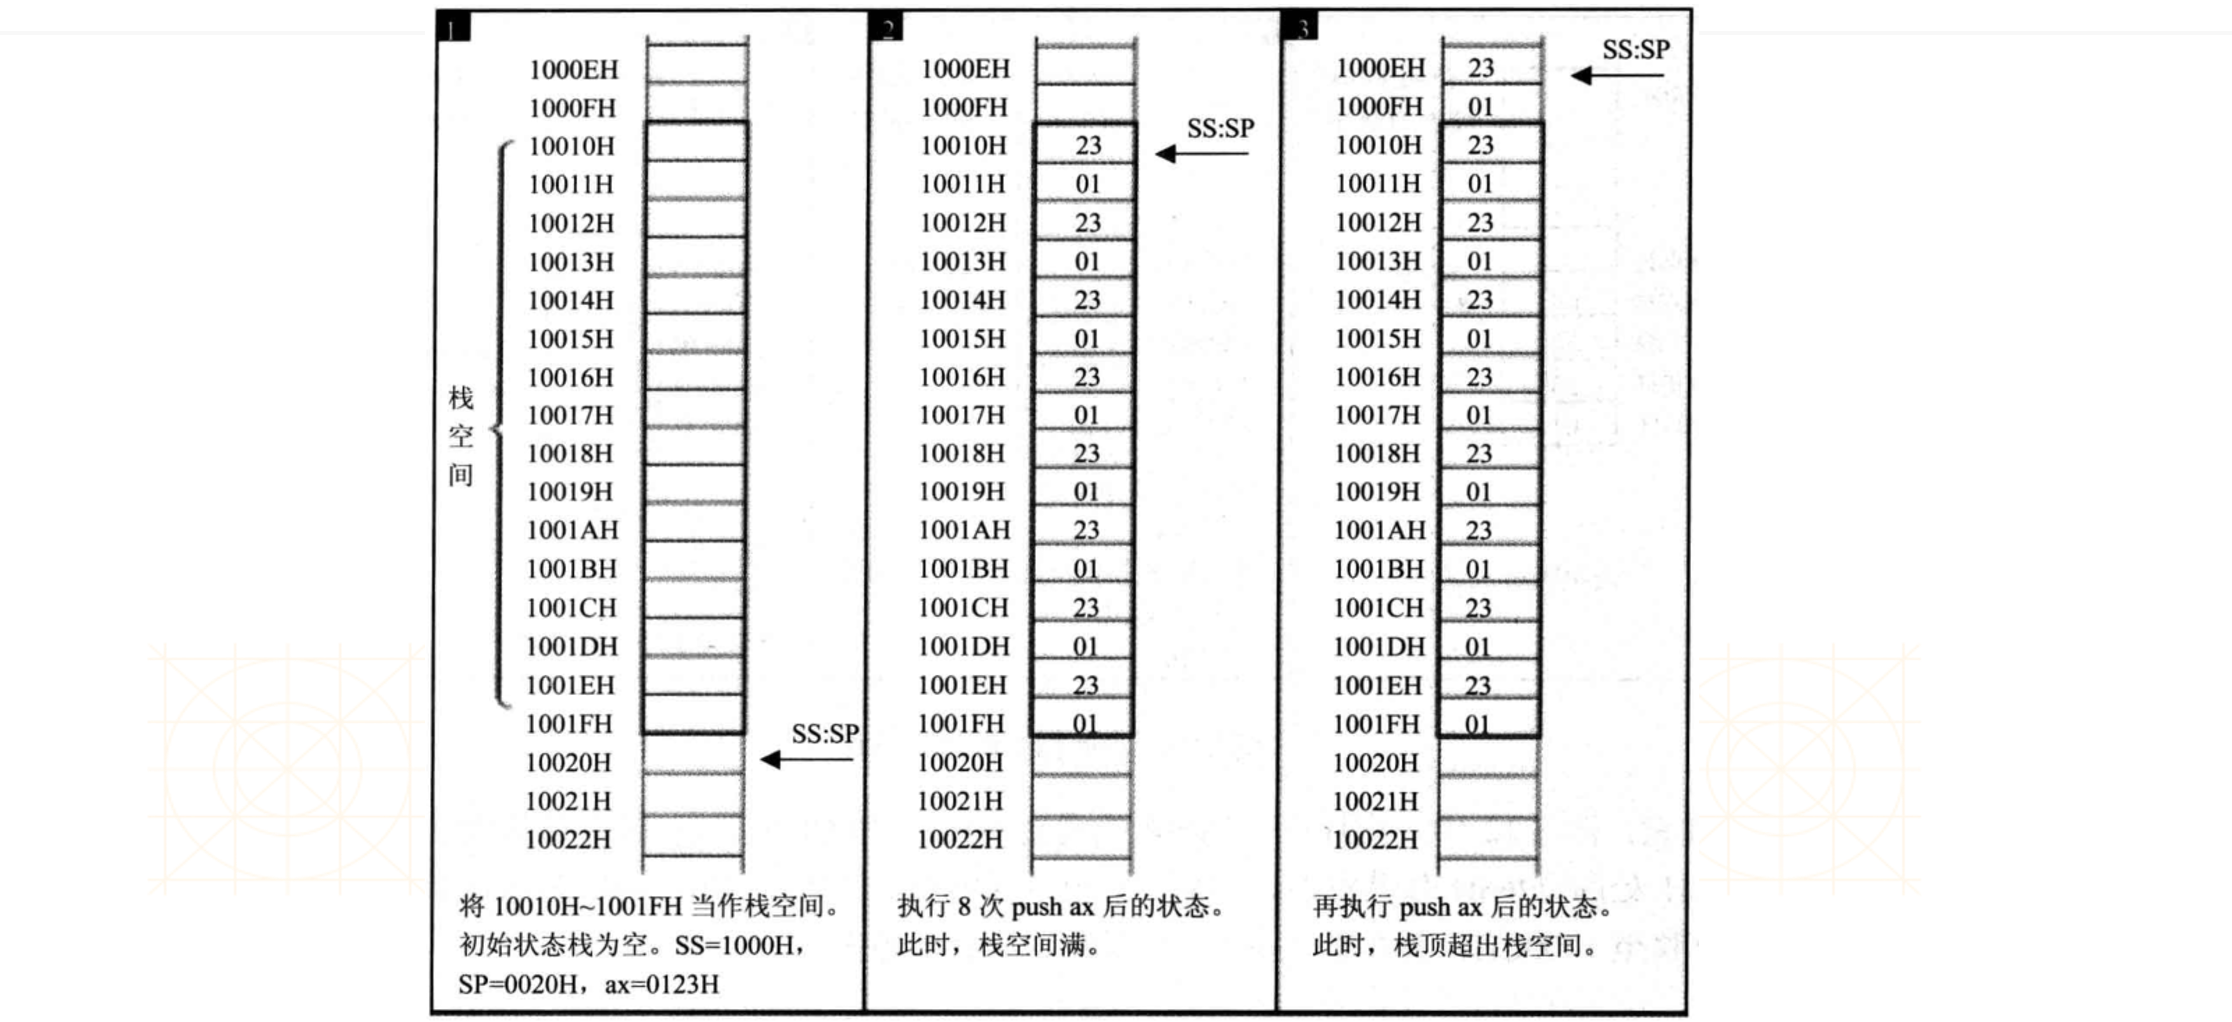 1
1000EH
1000FH
10010H
10011H
10012H
10013H
10014H
10015H
10016H
10017H
10018H
10019H
1001AH
1001BH
1001CH
1001DH
1001EH
1001FH
10020H
10021H
10022H
栈
空
间
SS:SP
将 10010H~1001FH 当作栈空间。
初始状态栈为空。SS=1000H，
SP=0020H，ax=0123H
2
1000EH
1000FH
10010H 23
10011H 01
10012H 23
10013H 01
10014H 23
10015H 01
10016H 23
10017H 01
10018H 23
10019H 01
1001AH 23
1001BH 01
1001CH 23
1001DH 01
1001EH 23
1001FH 01
10020H
10021H
10022H
SS:SP
执行 8 次 push ax 后的状态。
此时，栈空间满。
3
1000EH 23
1000FH 01
10010H 23
10011H 01
10012H 23
10013H 01
10014H 23
10015H 01
10016H 23
10017H 01
10018H 23
10019H 01
1001AH 23
1001BH 01
1001CH 23
1001DH 01
1001EH 23
1001FH 01
10020H
10021H
10022H
SS:SP
再执行 push ax 后的状态。
此时，栈顶超出栈空间。